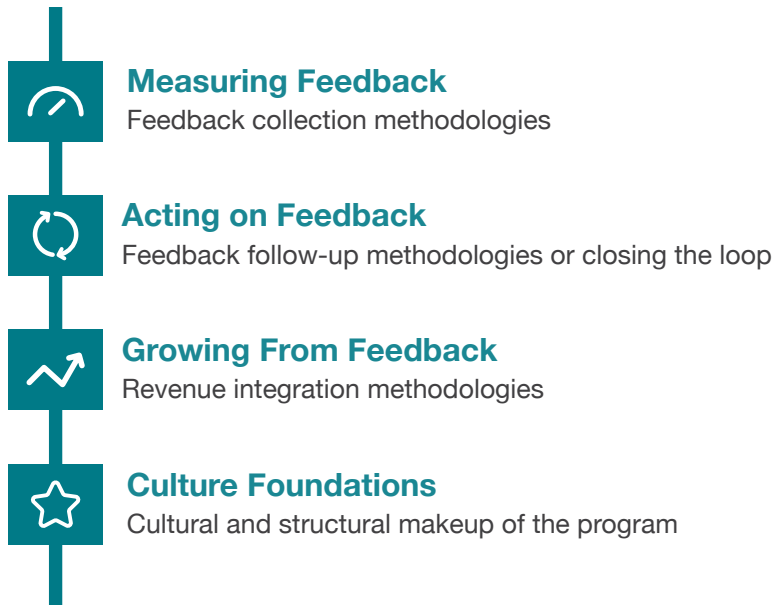 Measuring Feedback
Feedback collection methodologies
Acting on Feedback
Feedback follow-up methodologies or closing the loop
Growing From Feedback
Revenue integration methodologies
Culture Foundations
Cultural and structural makeup of the program